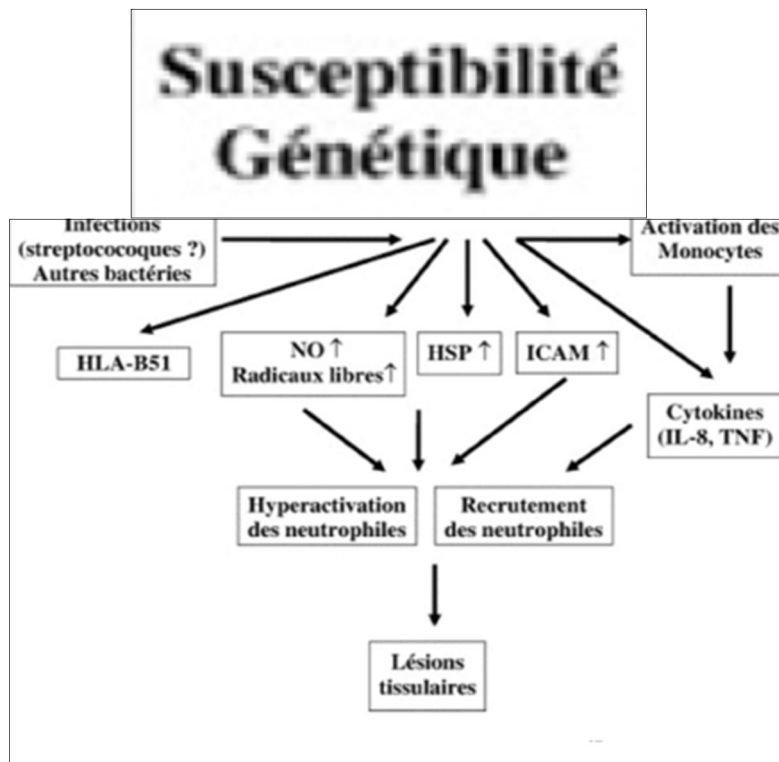 Susceptibilité
Génétique
Infections
(streptococoques ?)
Autres bactéries
Activation des
Monocytes
HLA-B51
NO ↑
Radicaux libres↑
HSP ↑
ICAM ↑
Cytokines
(IL-8, TNF)
Hyperactivation
des neutrophiles
Recrutement
des neutrophiles
Lésions
tissulaires